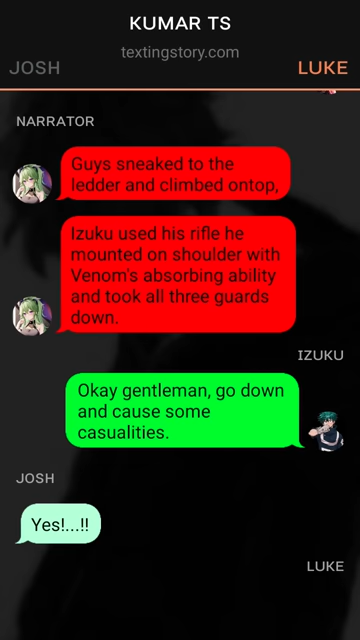 KUMAR TS
textingstory.com
JOSH
LUKE
NARRATOR
Guys sneaked to the
ledder and climbed ontop,
Izuku used his rifle he
mounted on shoulder with
Venom's absorbing ability
and took all three guards
down.
IZUKU
Okay gentleman, go down
and cause some
casualities.
JOSH
Yes!...!!
LUKE